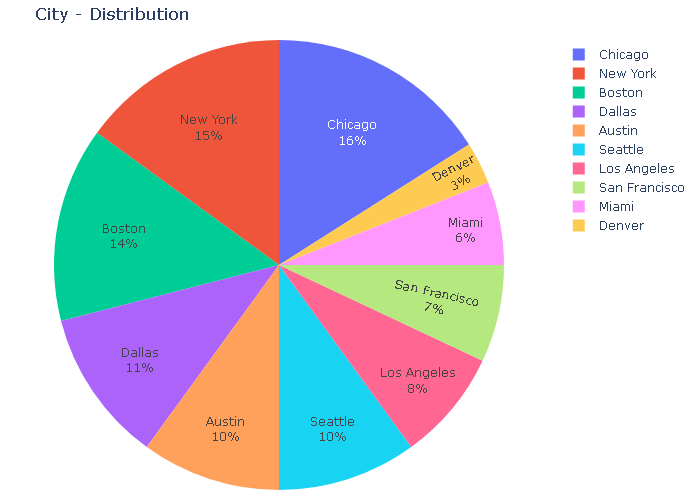 City - Distribution
Chicago
16%
New York
15%
Boston
14%
Dallas
11%
Austin
10%
Seattle
10%
Los Angeles
8%
San Francisco
7%
Miami
6%
Denver
3%
Chicago
New York
Boston
Dallas
Austin
Seattle
Los Angeles
San Francisco
Miami
Denver